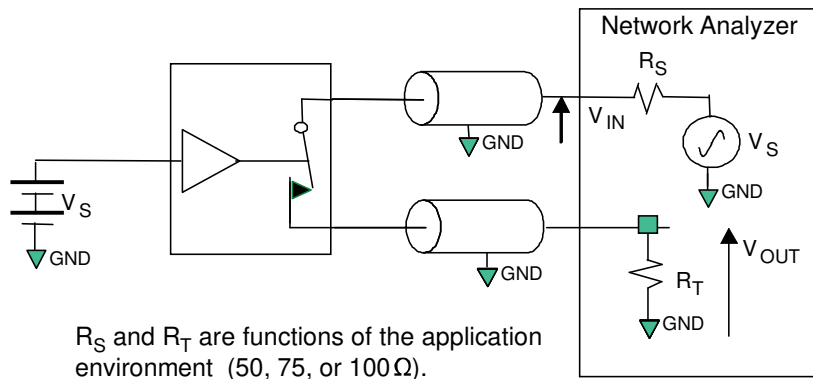 Network Analyzer
R_S
V_IN
V_S
GND
GND
V_S
GND
GND
R_T
V_OUT
GND
R_S and R_T are functions of the application
environment (50, 75, or 100Ω).